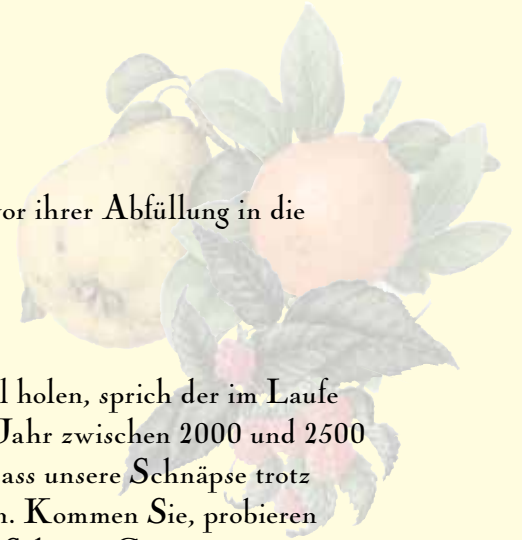 vor ihrer Abfüllung in die
l holen, sprich der im Laufe
Jahr zwischen 2000 und 2500
ass unsere Schnäpse trotz
n. Kommen Sie, probieren